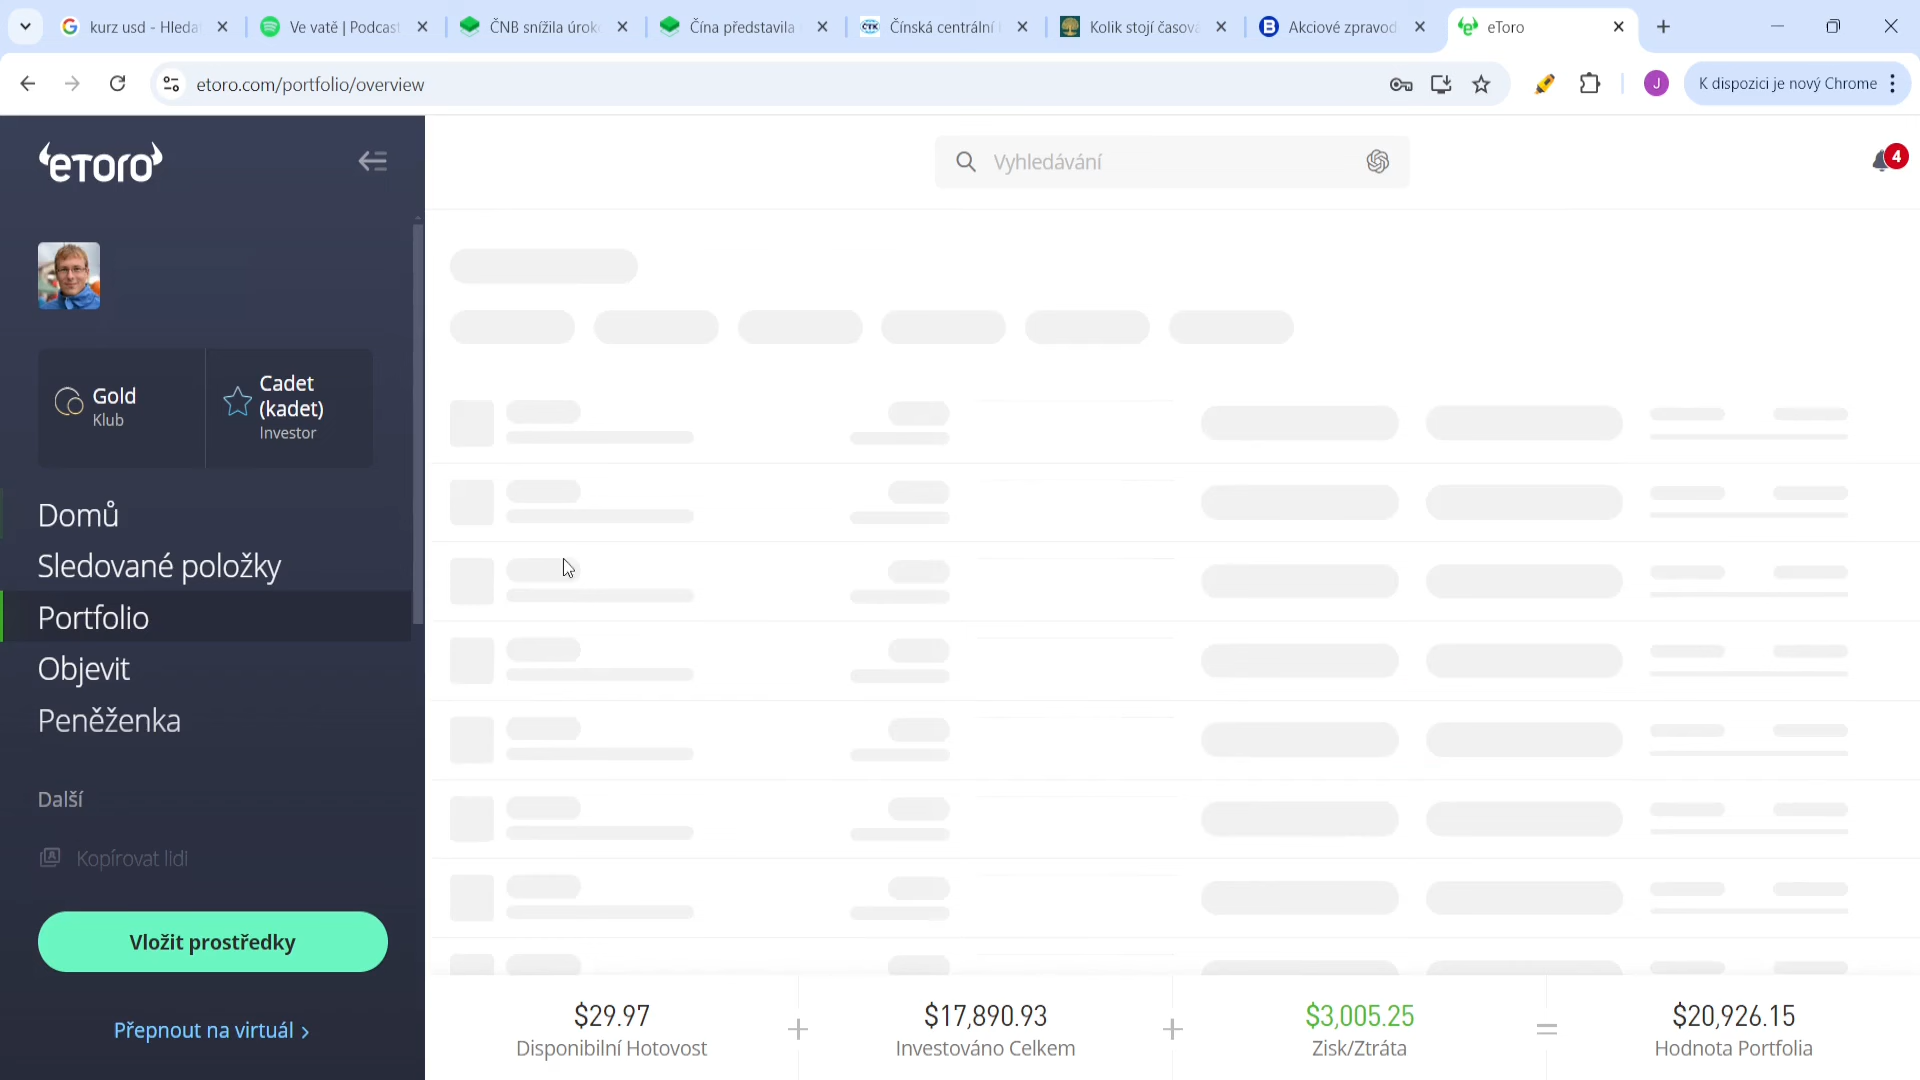 kurz usd - Hleda
Ve vatě | Podcast
ČNB snížila úrok
Čína představila
ČTK
Čínská centrální
Kolik stojí časov
B
Akciové zpravod
eToro
etoro.com/portfolio/overview
J
K dispozici je nový Chrome
eToro
Vyhledávání
4
Gold
Klub
Cadet
(kadet)
Investor
Domů
Sledované položky
Portfolio
Objevit
Peněženka
Další
Kopírovat lidi
Vložit prostředky
Přepnout na virtuál >
$29.97
Disponibilní Hotovost
+
$17,890.93
Investováno Celkem
+
$3,005.25
Zisk/Ztráta
=
$20,926.15
Hodnota Portfolia